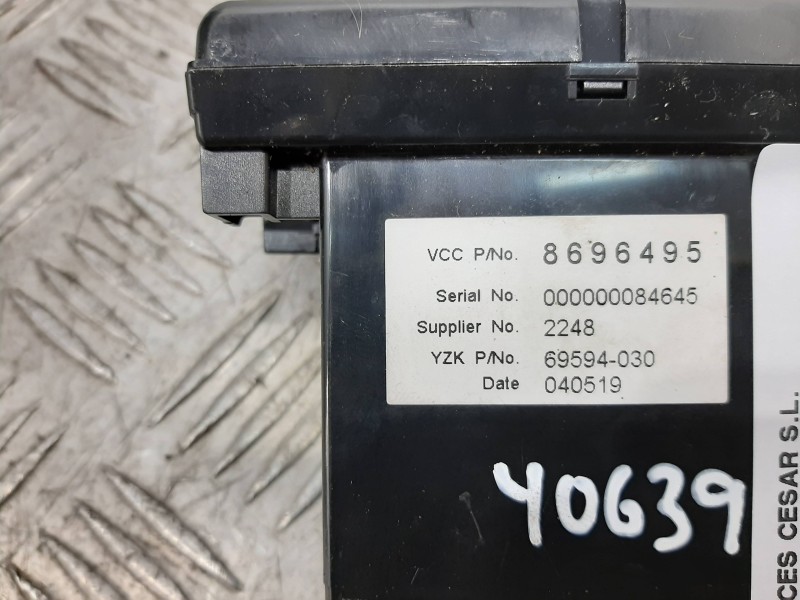 VCC P/No. 8696495
Serial No. 000000084645
Supplier No. 2248
YZK P/No. 69594-030
Date 040519
40639
CES CESAR S.L.